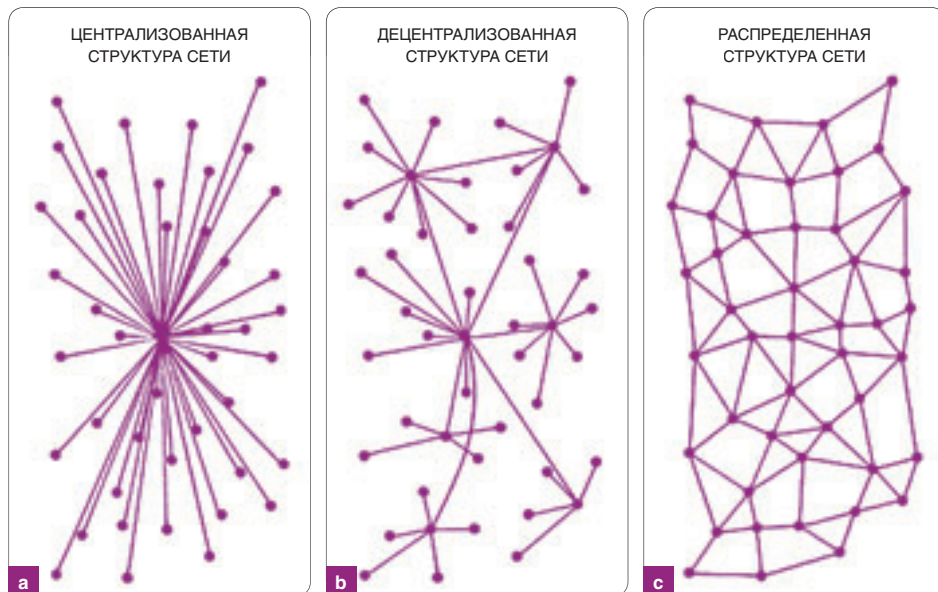 ЦЕНТРАЛИЗОВАННАЯ
СТРУКТУРА СЕТИ
a
ДЕЦЕНТРАЛИЗОВАННАЯ
СТРУКТУРА СЕТИ
b
РАСПРЕДЕЛЕННАЯ
СТРУКТУРА СЕТИ
c